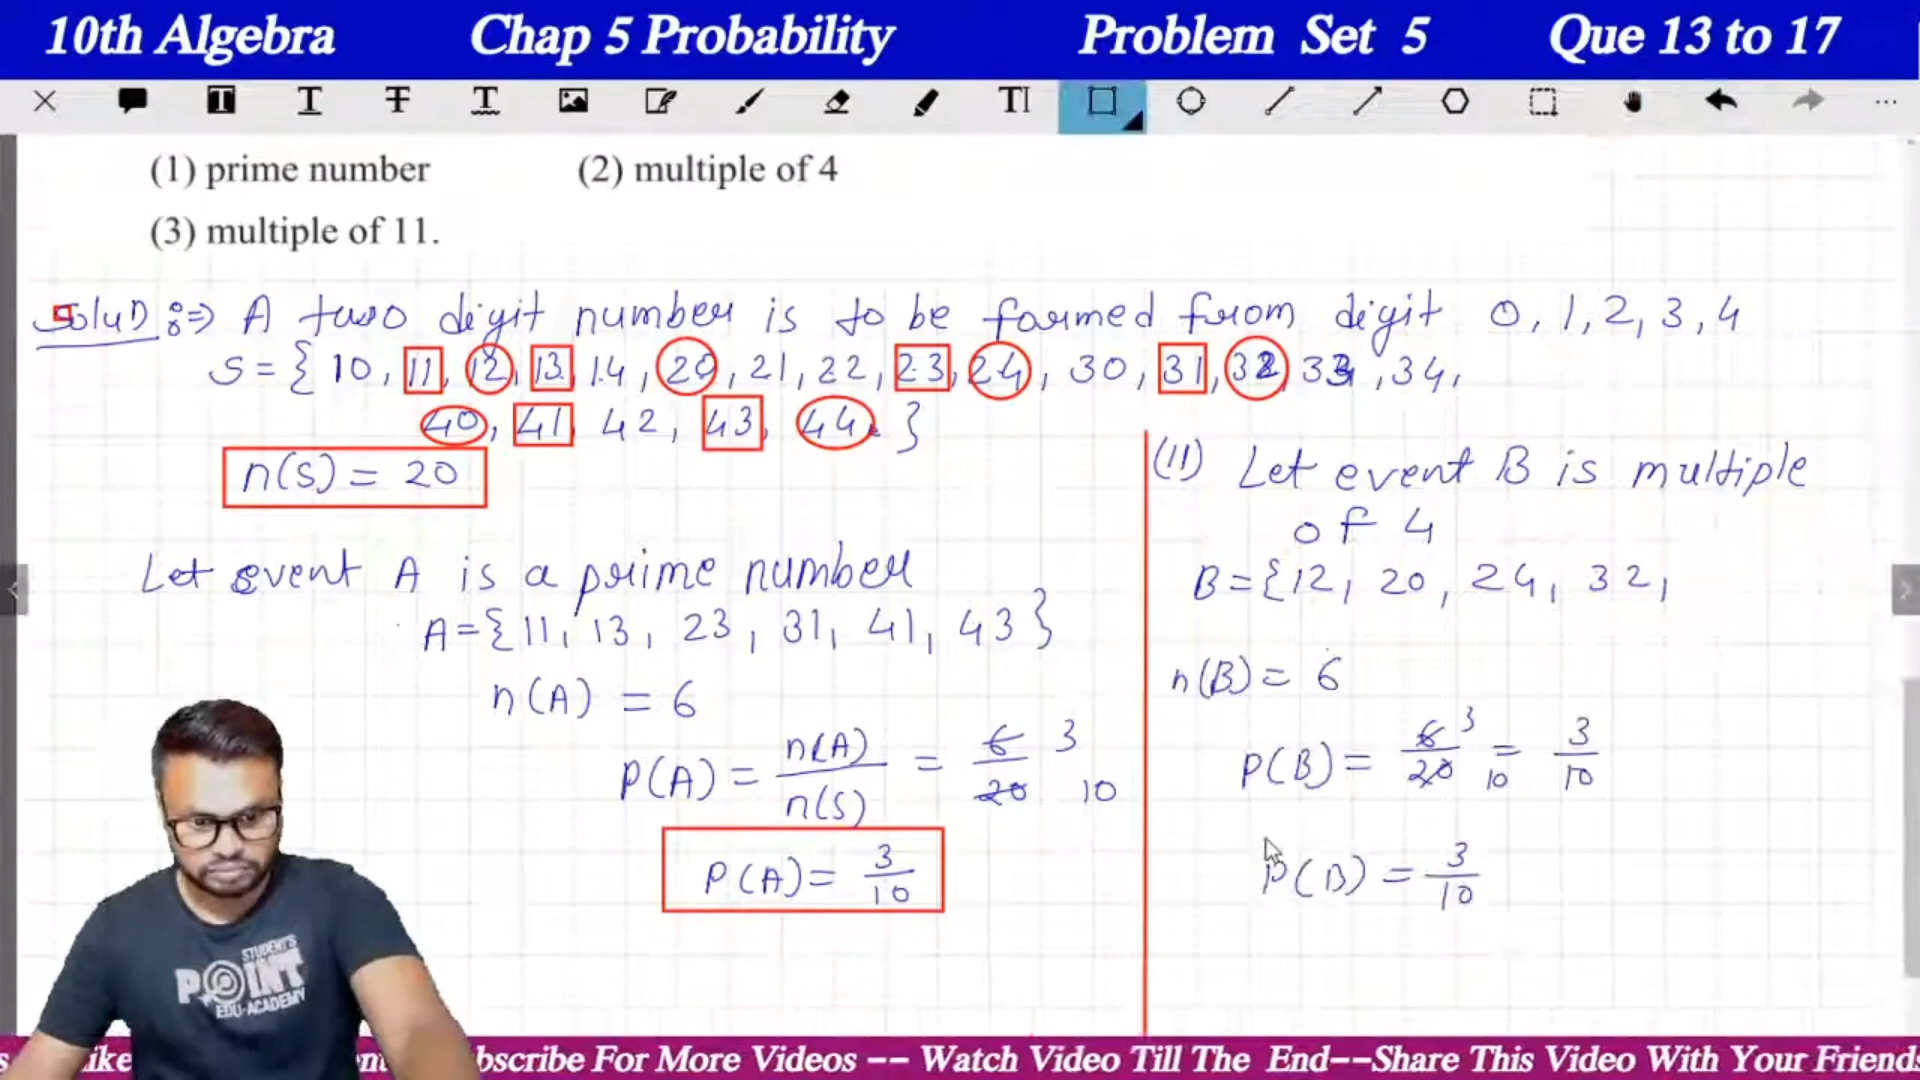 10th Algebra Chap 5 Probability Problem Set 5 Que 13 to 17
(1) prime number (2) multiple of 4
(3) multiple of 11.
SoluD :=> A two digit number is to be formed from digit 0, 1, 2, 3, 4
S = { 10, 11, 12, 13, 14, 20, 21, 22, 23, 24, 30, 31, 32, 33, 34,
40, 41, 42, 43, 44. }
n(S) = 20
Let event A is a prime number
A = { 11, 13, 23, 31, 41, 43 }
n(A) = 6
P(A) = n(A) / n(S) = 6 / 20 3 10
P(A) = 3/10
(II) Let event B is multiple
of 4
B = { 12, 20, 24, 32,
n(B) = 6
P(B) = 6 3 / 20 10 = 3/10
P(B) = 3/10
STUDENT'S
POINT
EDU-ACADEMY
bscribe For More Videos -- Watch Video Till The End--Share This Video With Your Friends